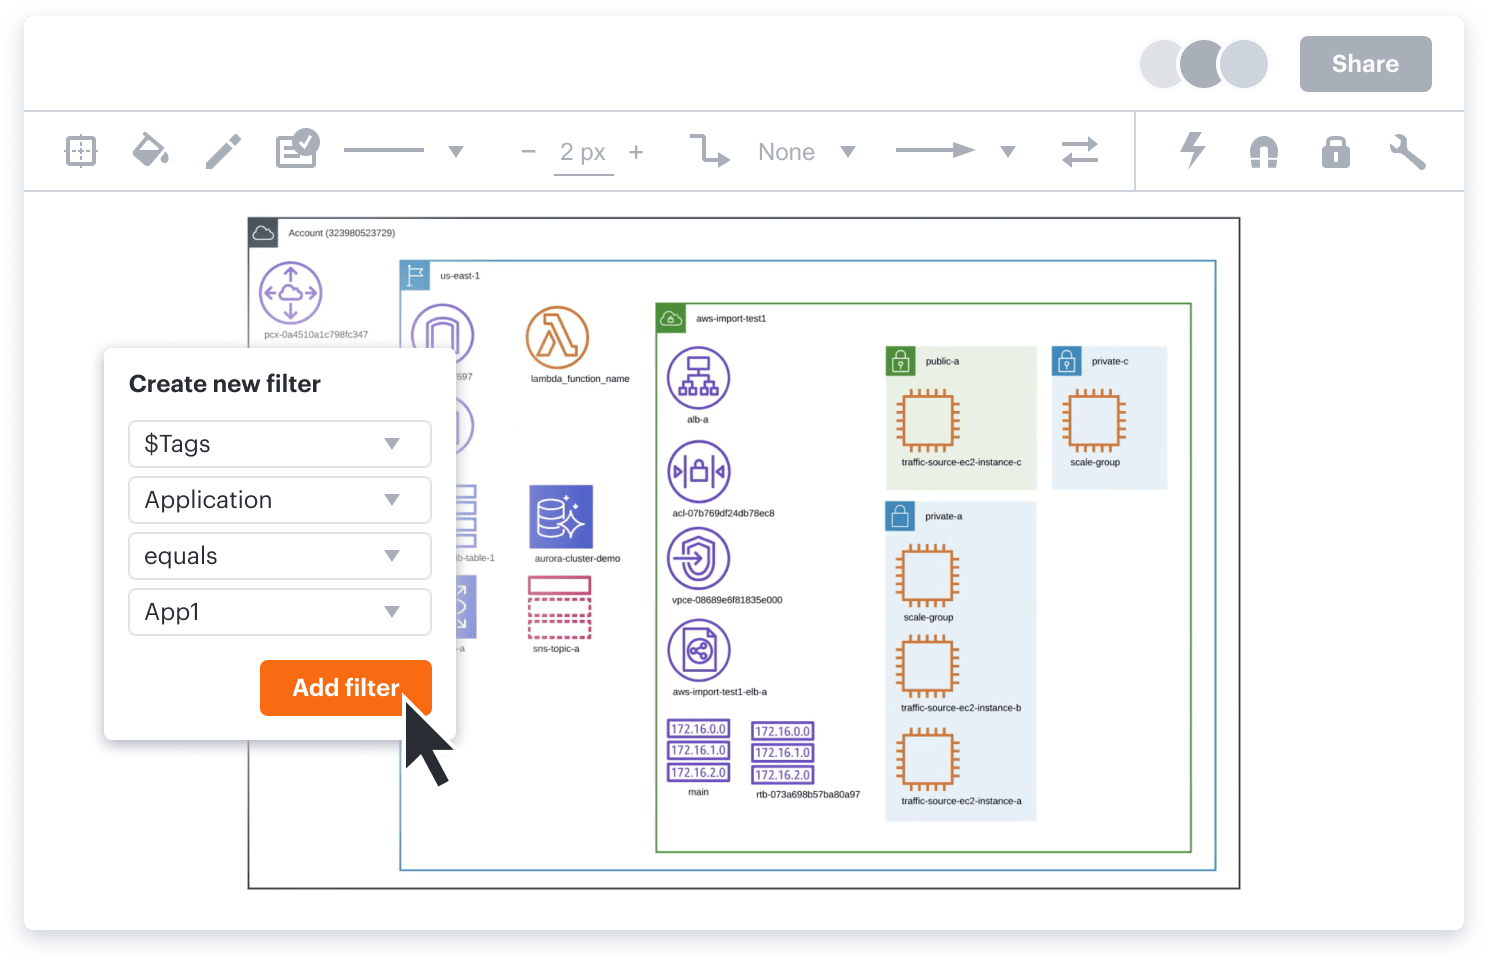 Share
2 px
None
Account (323980523729)
us-east-1
pcx-0a4510a1c798fc347
697
lambda_function_name
aws-import-test1
alb-a
acl-07b769df24db78ec8
vpce-08689e6f81835e000
aws-import-test1-elb-a
172.16.0.0
172.16.1.0
172.16.2.0
main
172.16.0.0
172.16.1.0
172.16.2.0
rtb-073a698b57ba80a97
public-a
traffic-source-ec2-instance-c
private-c
scale-group
private-a
scale-group
traffic-source-ec2-instance-b
traffic-source-ec2-instance-a
b-table-1
aurora-cluster-demo
-a
sns-topic-a
Create new filter
$Tags
Application
equals
App1
Add filter